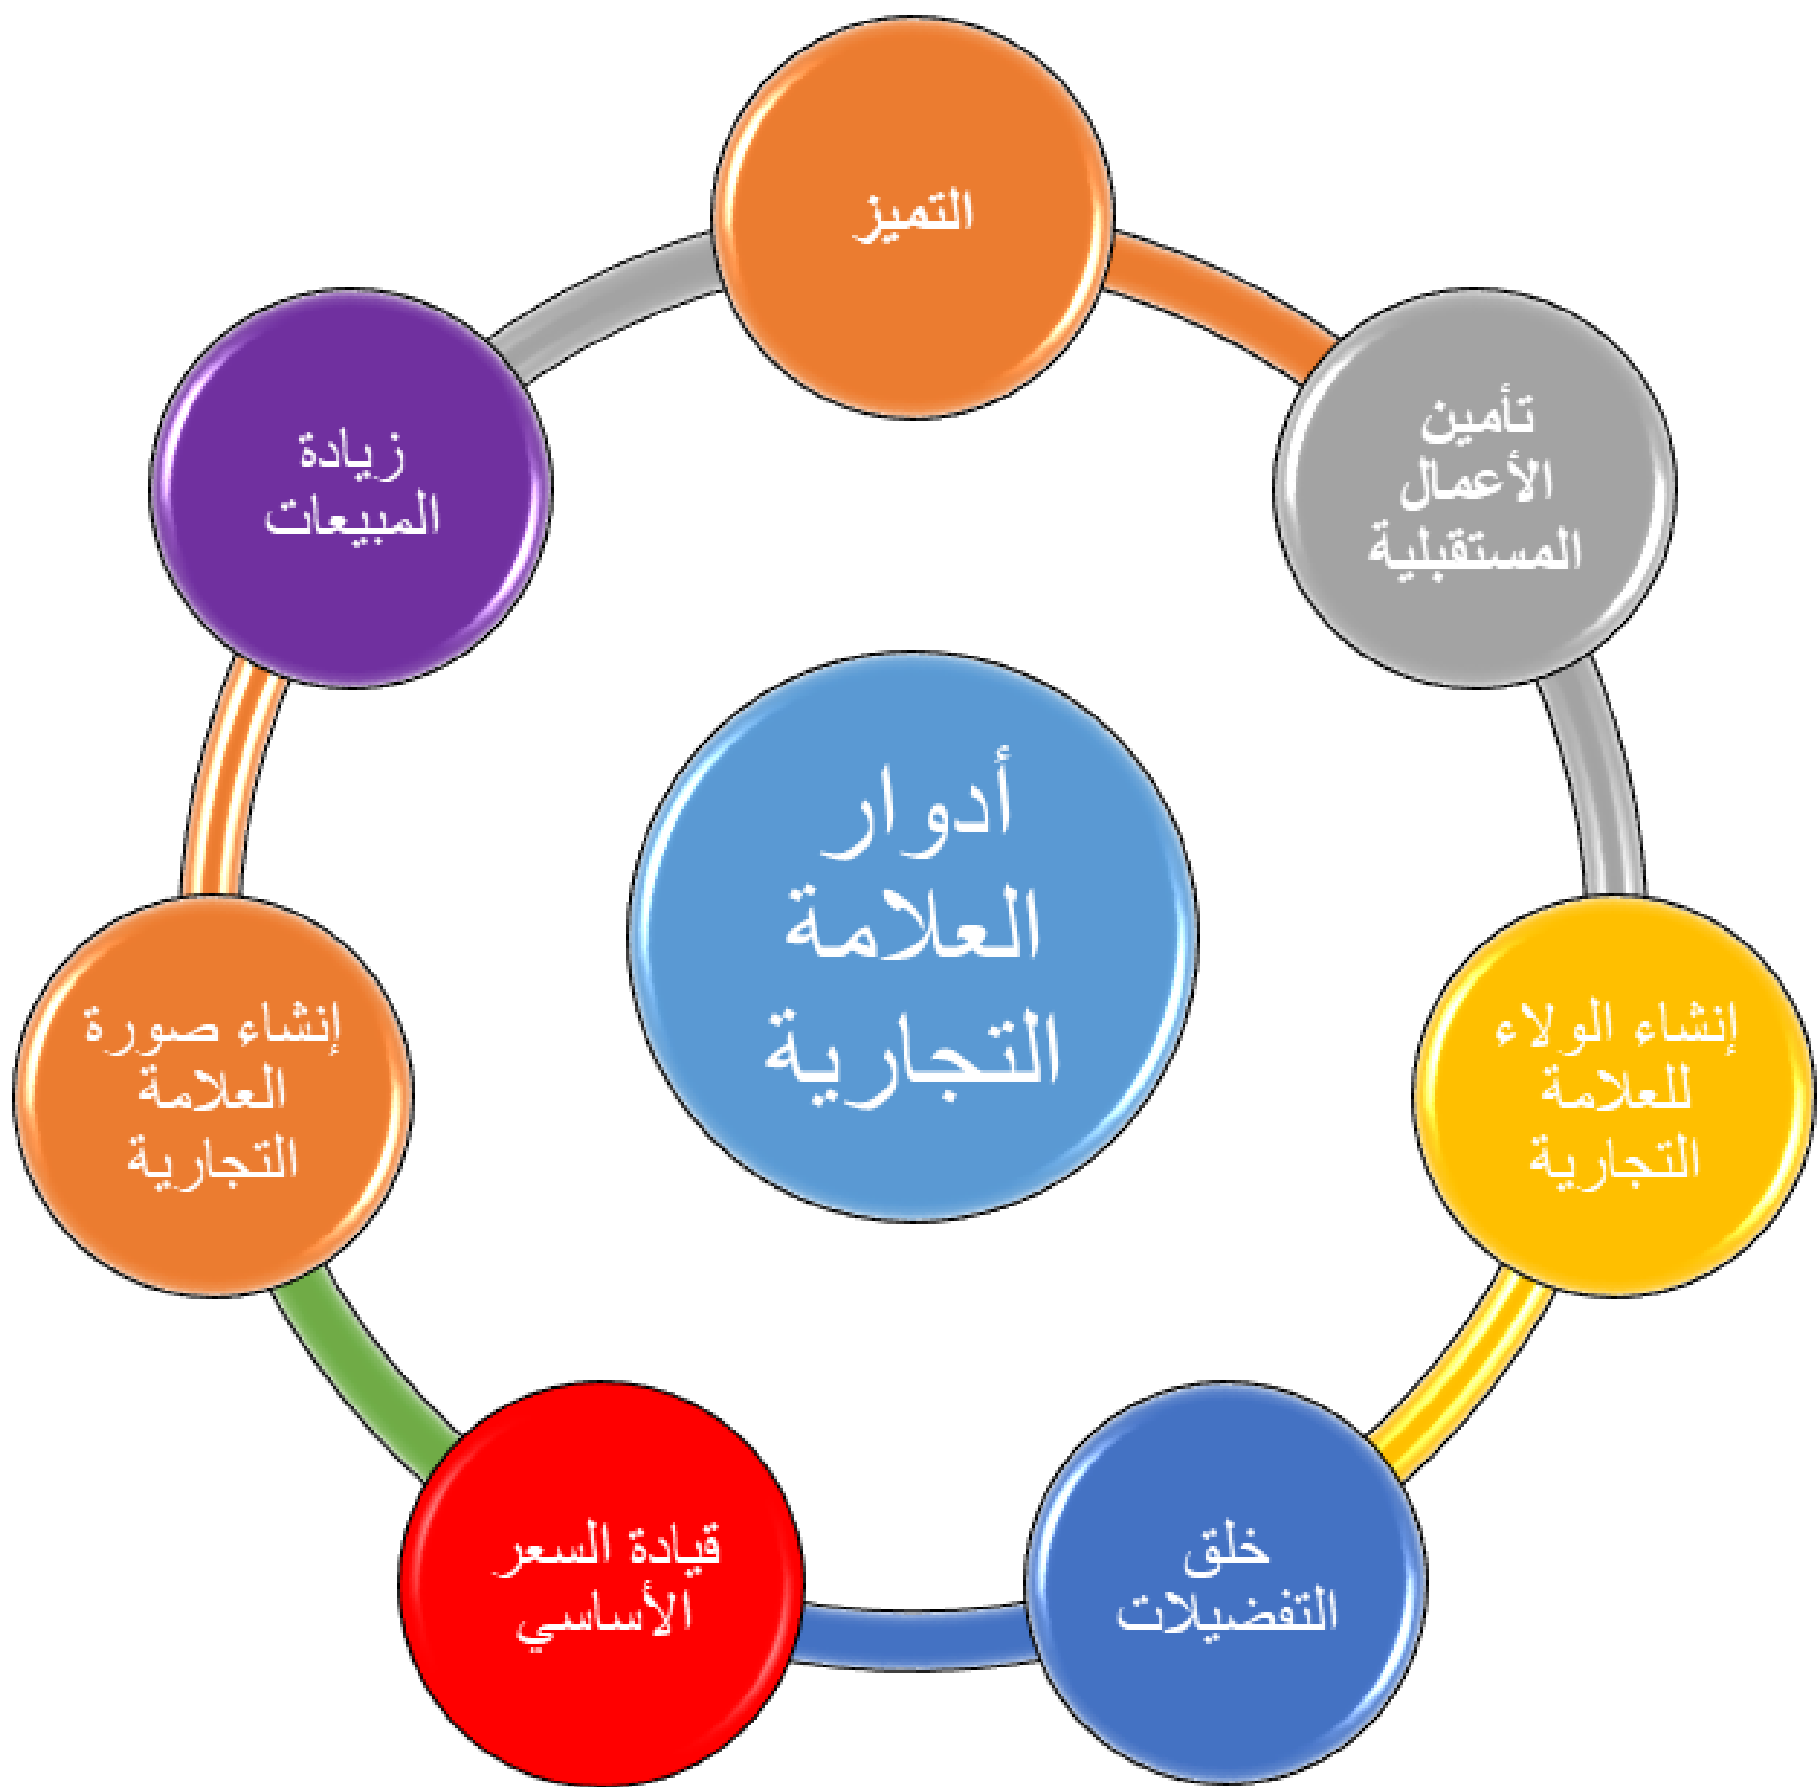 التميز
تأمين
الأعمال
المستقبلية
إنشاء الولاء
للعلامة
التجارية
خلق
التفضيلات
قيادة السعر
الأساسي
إنشاء صورة
العلامة
التجارية
زيادة
المبيعات
أدوار
العلامة
التجارية